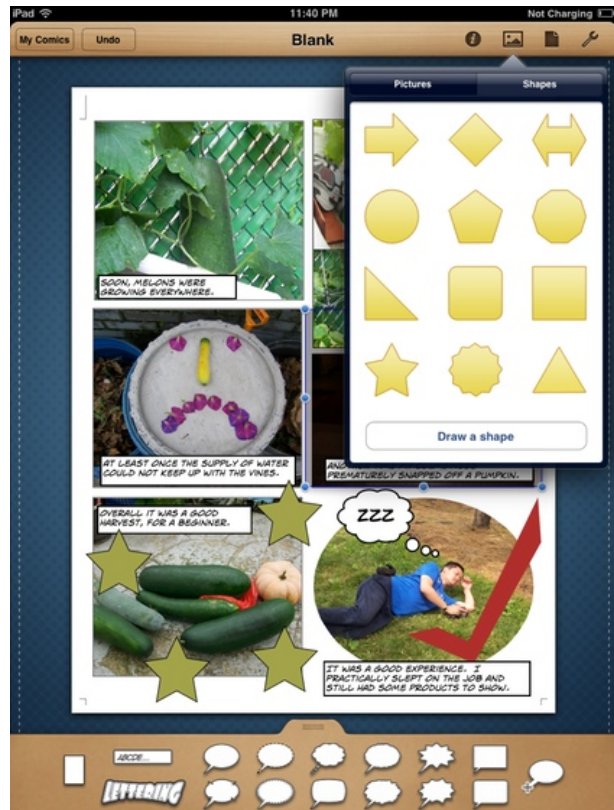 iPad
11:40 PM
Not Charging
My Comics
Undo
Blank
Pictures
Shapes
SOON, MELONS WERE
GROWING EVERYWHERE.
AT LEAST ONCE THE SUPPLY OF WATER
COULD NOT KEEP UP WITH THE VINES.
PREMATURELY SNAPPED OFF A PUMPKIN.
Draw a shape
OVERALL IT WAS A GOOD
HARVEST, FOR A BEGINNER.
ZZZ
IT WAS A GOOD EXPERIENCE. I
PRACTICALLY SLEPT ON THE JOB AND
STILL HAD SOME PRODUCTS TO SHOW.
ABCDE...
LETTERING